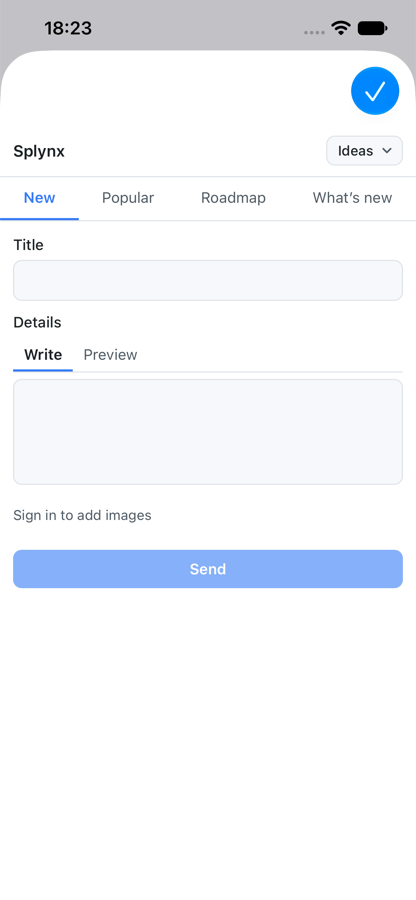 18:23
Splynx
Ideas
New Popular Roadmap What’s new
Title
Details
Write Preview
Sign in to add images
Send